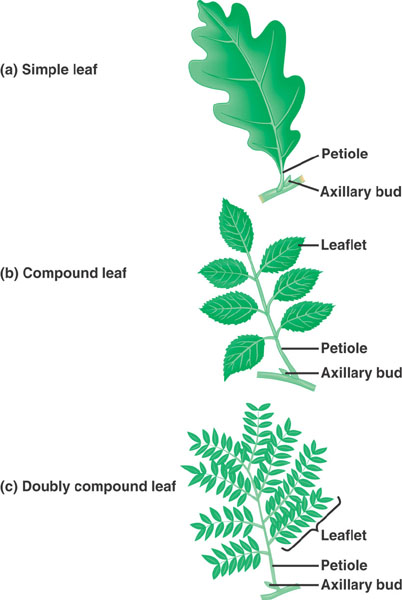 (a) Simple leaf
Petiole
Axillary bud
Leaflet
(b) Compound leaf
Petiole
Axillary bud
(c) Doubly compound leaf
Leaflet
Petiole
Axillary bud